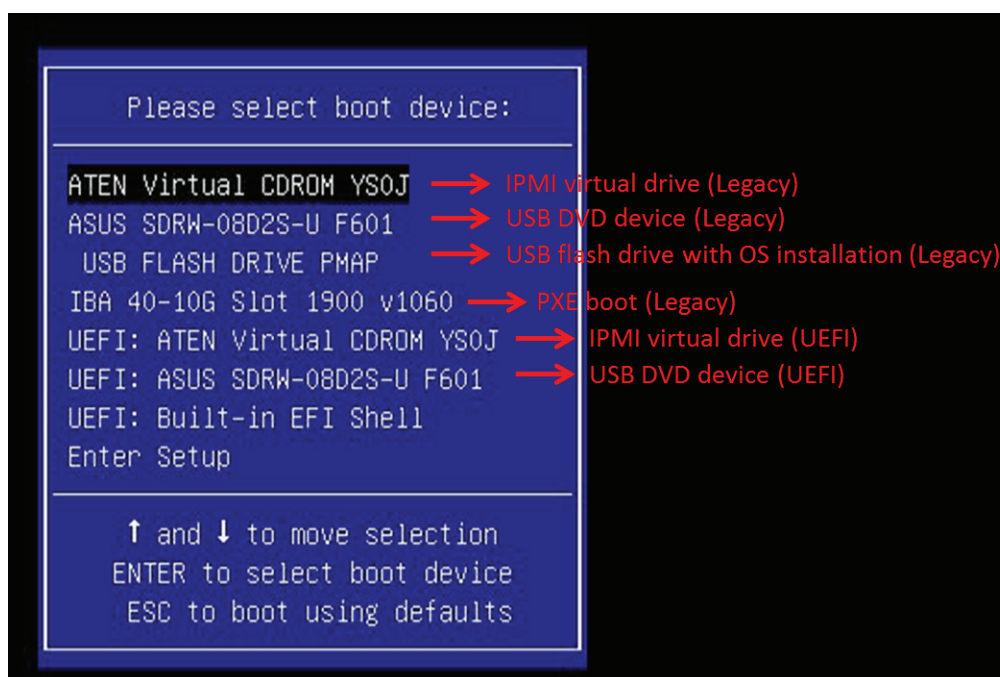 Please select boot device:
ATEN Virtual CDROM YS0J → IPMI virtual drive (Legacy)
ASUS SDRW-08D2S-U F601 → USB DVD device (Legacy)
USB FLASH DRIVE PMAP → USB flash drive with OS installation (Legacy)
IBA 40-10G Slot 1900 v1060 → PXE boot (Legacy)
UEFI: ATEN Virtual CDROM YS0J → IPMI virtual drive (UEFI)
UEFI: ASUS SDRW-08D2S-U F601 → USB DVD device (UEFI)
UEFI: Built-in EFI Shell
Enter Setup
↑ and ↓ to move selection
ENTER to select boot device
ESC to boot using defaults